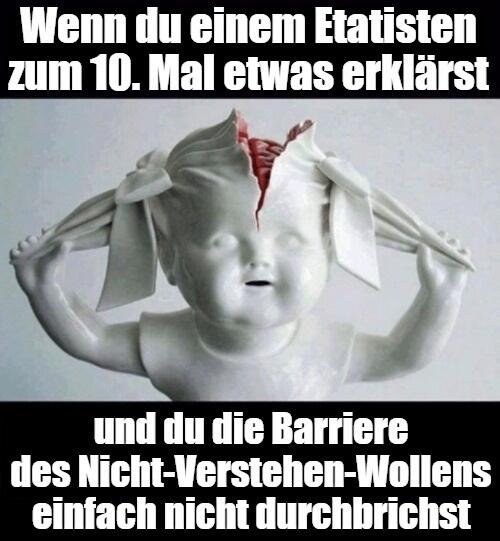 Wenn du einem Etatisten
zum 10. Mal etwas erklärst
und du die Barriere
des Nicht-Verstehen-Wollens
einfach nicht durchbrichst